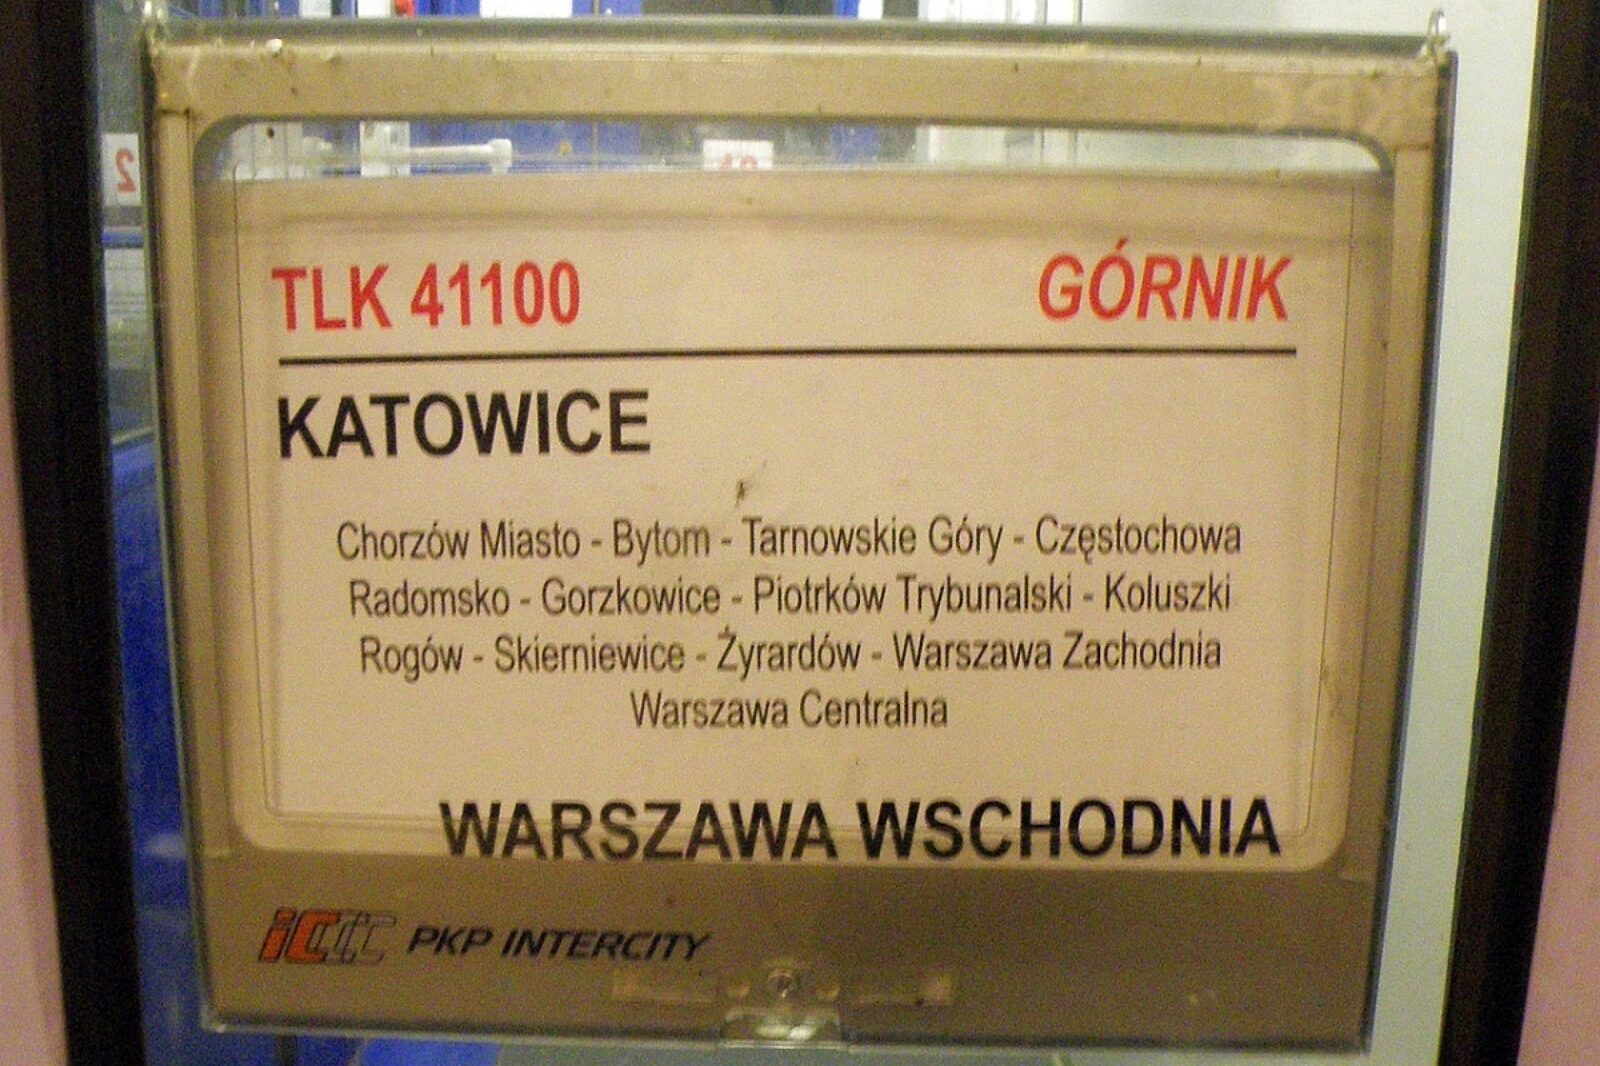 2
TLK 41100 GÓRNIK
KATOWICE
Chorzów Miasto - Bytom - Tarnowskie Góry - Częstochowa
Radomsko - Gorzkowice - Piotrków Trybunalski - Koluszki
Rogów - Skierniewice - Żyrardów - Warszawa Zachodnia
Warszawa Centralna
WARSZAWA WSCHODNIA
PKP INTERCITY